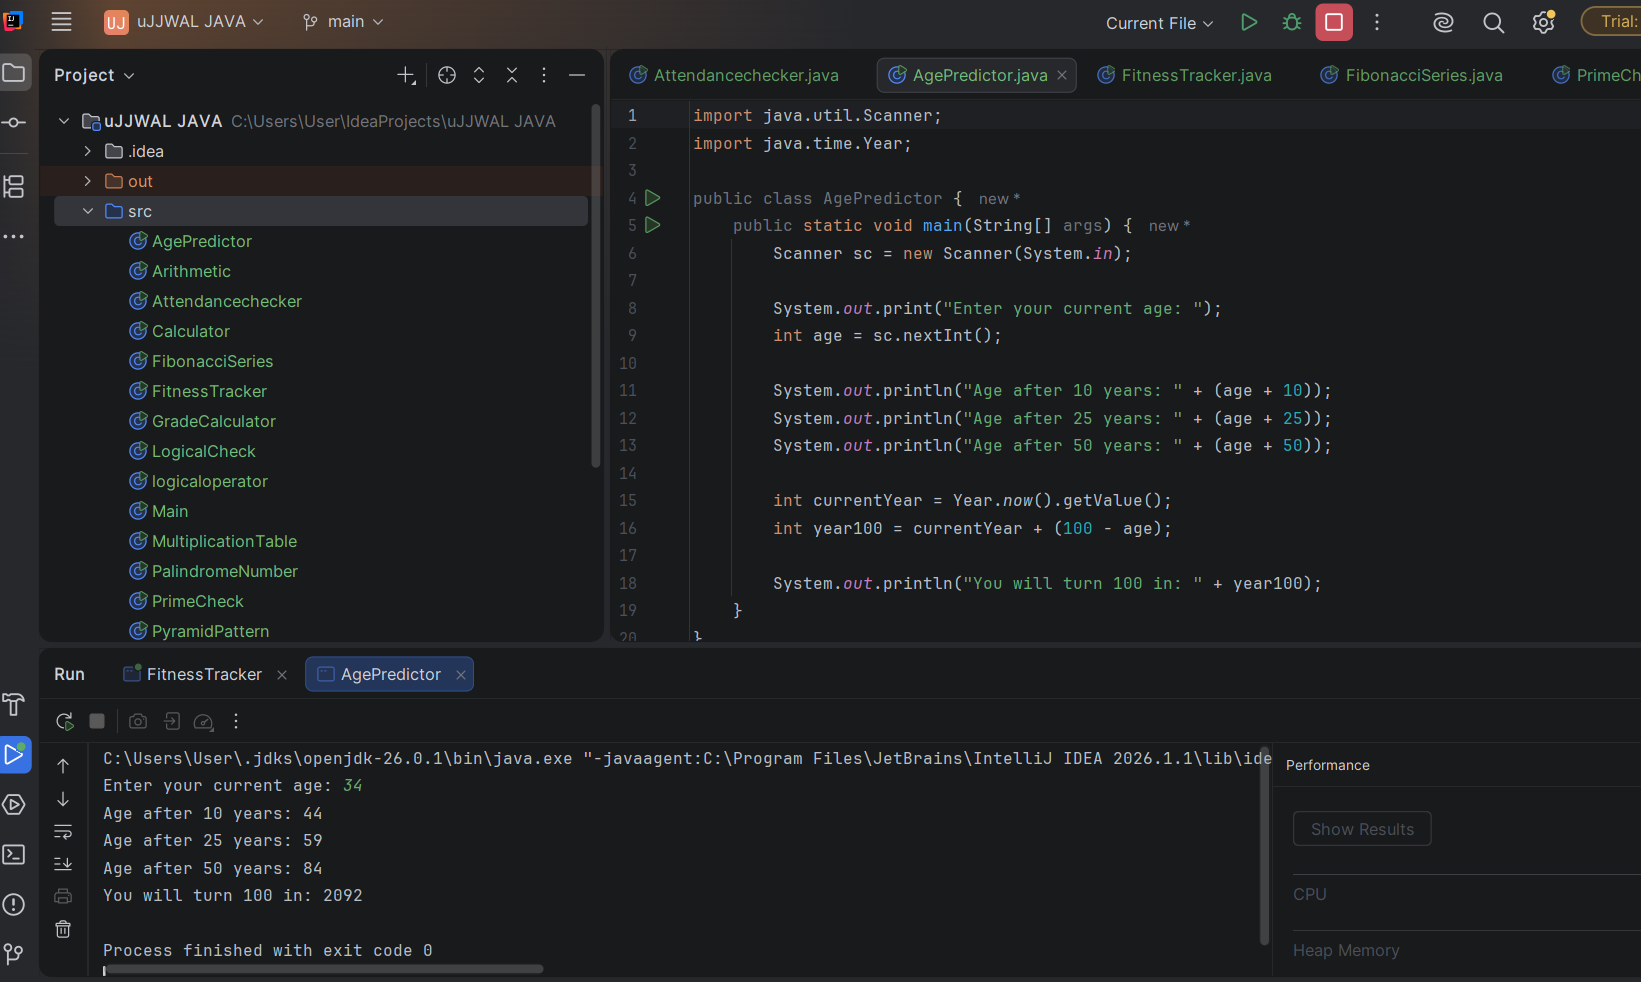 UJ uJJWAL JAVA main Current File Trial:
Project
uJJWAL JAVA C:\Users\User\IdeaProjects\uJJWAL JAVA
.idea
out
src
AgePredictor
Arithmetic
Attendancechecker
Calculator
FibonacciSeries
FitnessTracker
GradeCalculator
LogicalCheck
logicaloperator
Main
MultiplicationTable
PalindromeNumber
PrimeCheck
PyramidPattern
Attendancechecker.java AgePredictor.java FitnessTracker.java FibonacciSeries.java PrimeCh
1 import java.util.Scanner;
2 import java.time.Year;
3
4 public class AgePredictor { new *
5 public static void main(String[] args) { new *
6 Scanner sc = new Scanner(System.in);
7
8 System.out.print("Enter your current age: ");
9 int age = sc.nextInt();
10
11 System.out.println("Age after 10 years: " + (age + 10));
12 System.out.println("Age after 25 years: " + (age + 25));
13 System.out.println("Age after 50 years: " + (age + 50));
14
15 int currentYear = Year.now().getValue();
16 int year100 = currentYear + (100 - age);
17
18 System.out.println("You will turn 100 in: " + year100);
19 }
20 }
Run FitnessTracker AgePredictor
C:\Users\User\.jdks\openjdk-26.0.1\bin\java.exe "-javaagent:C:\Program Files\JetBrains\IntelliJ IDEA 2026.1.1\lib\ide
Enter your current age: 34
Age after 10 years: 44
Age after 25 years: 59
Age after 50 years: 84
You will turn 100 in: 2092
Process finished with exit code 0
Performance
Show Results
CPU
Heap Memory